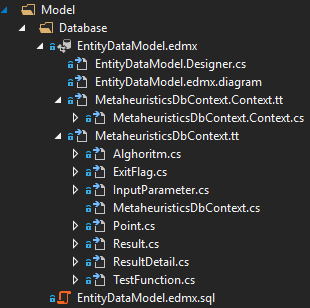 Model
Database
EntityDataModel.edmx
EntityDataModel.Designer.cs
EntityDataModel.edmx.diagram
MetaheuristicsDbContext.Context.tt
MetaheuristicsDbContext.Context.cs
MetaheuristicsDbContext.tt
Alghoritm.cs
ExitFlag.cs
InputParameter.cs
MetaheuristicsDbContext.cs
Point.cs
Result.cs
ResultDetail.cs
TestFunction.cs
EntityDataModel.edmx.sql